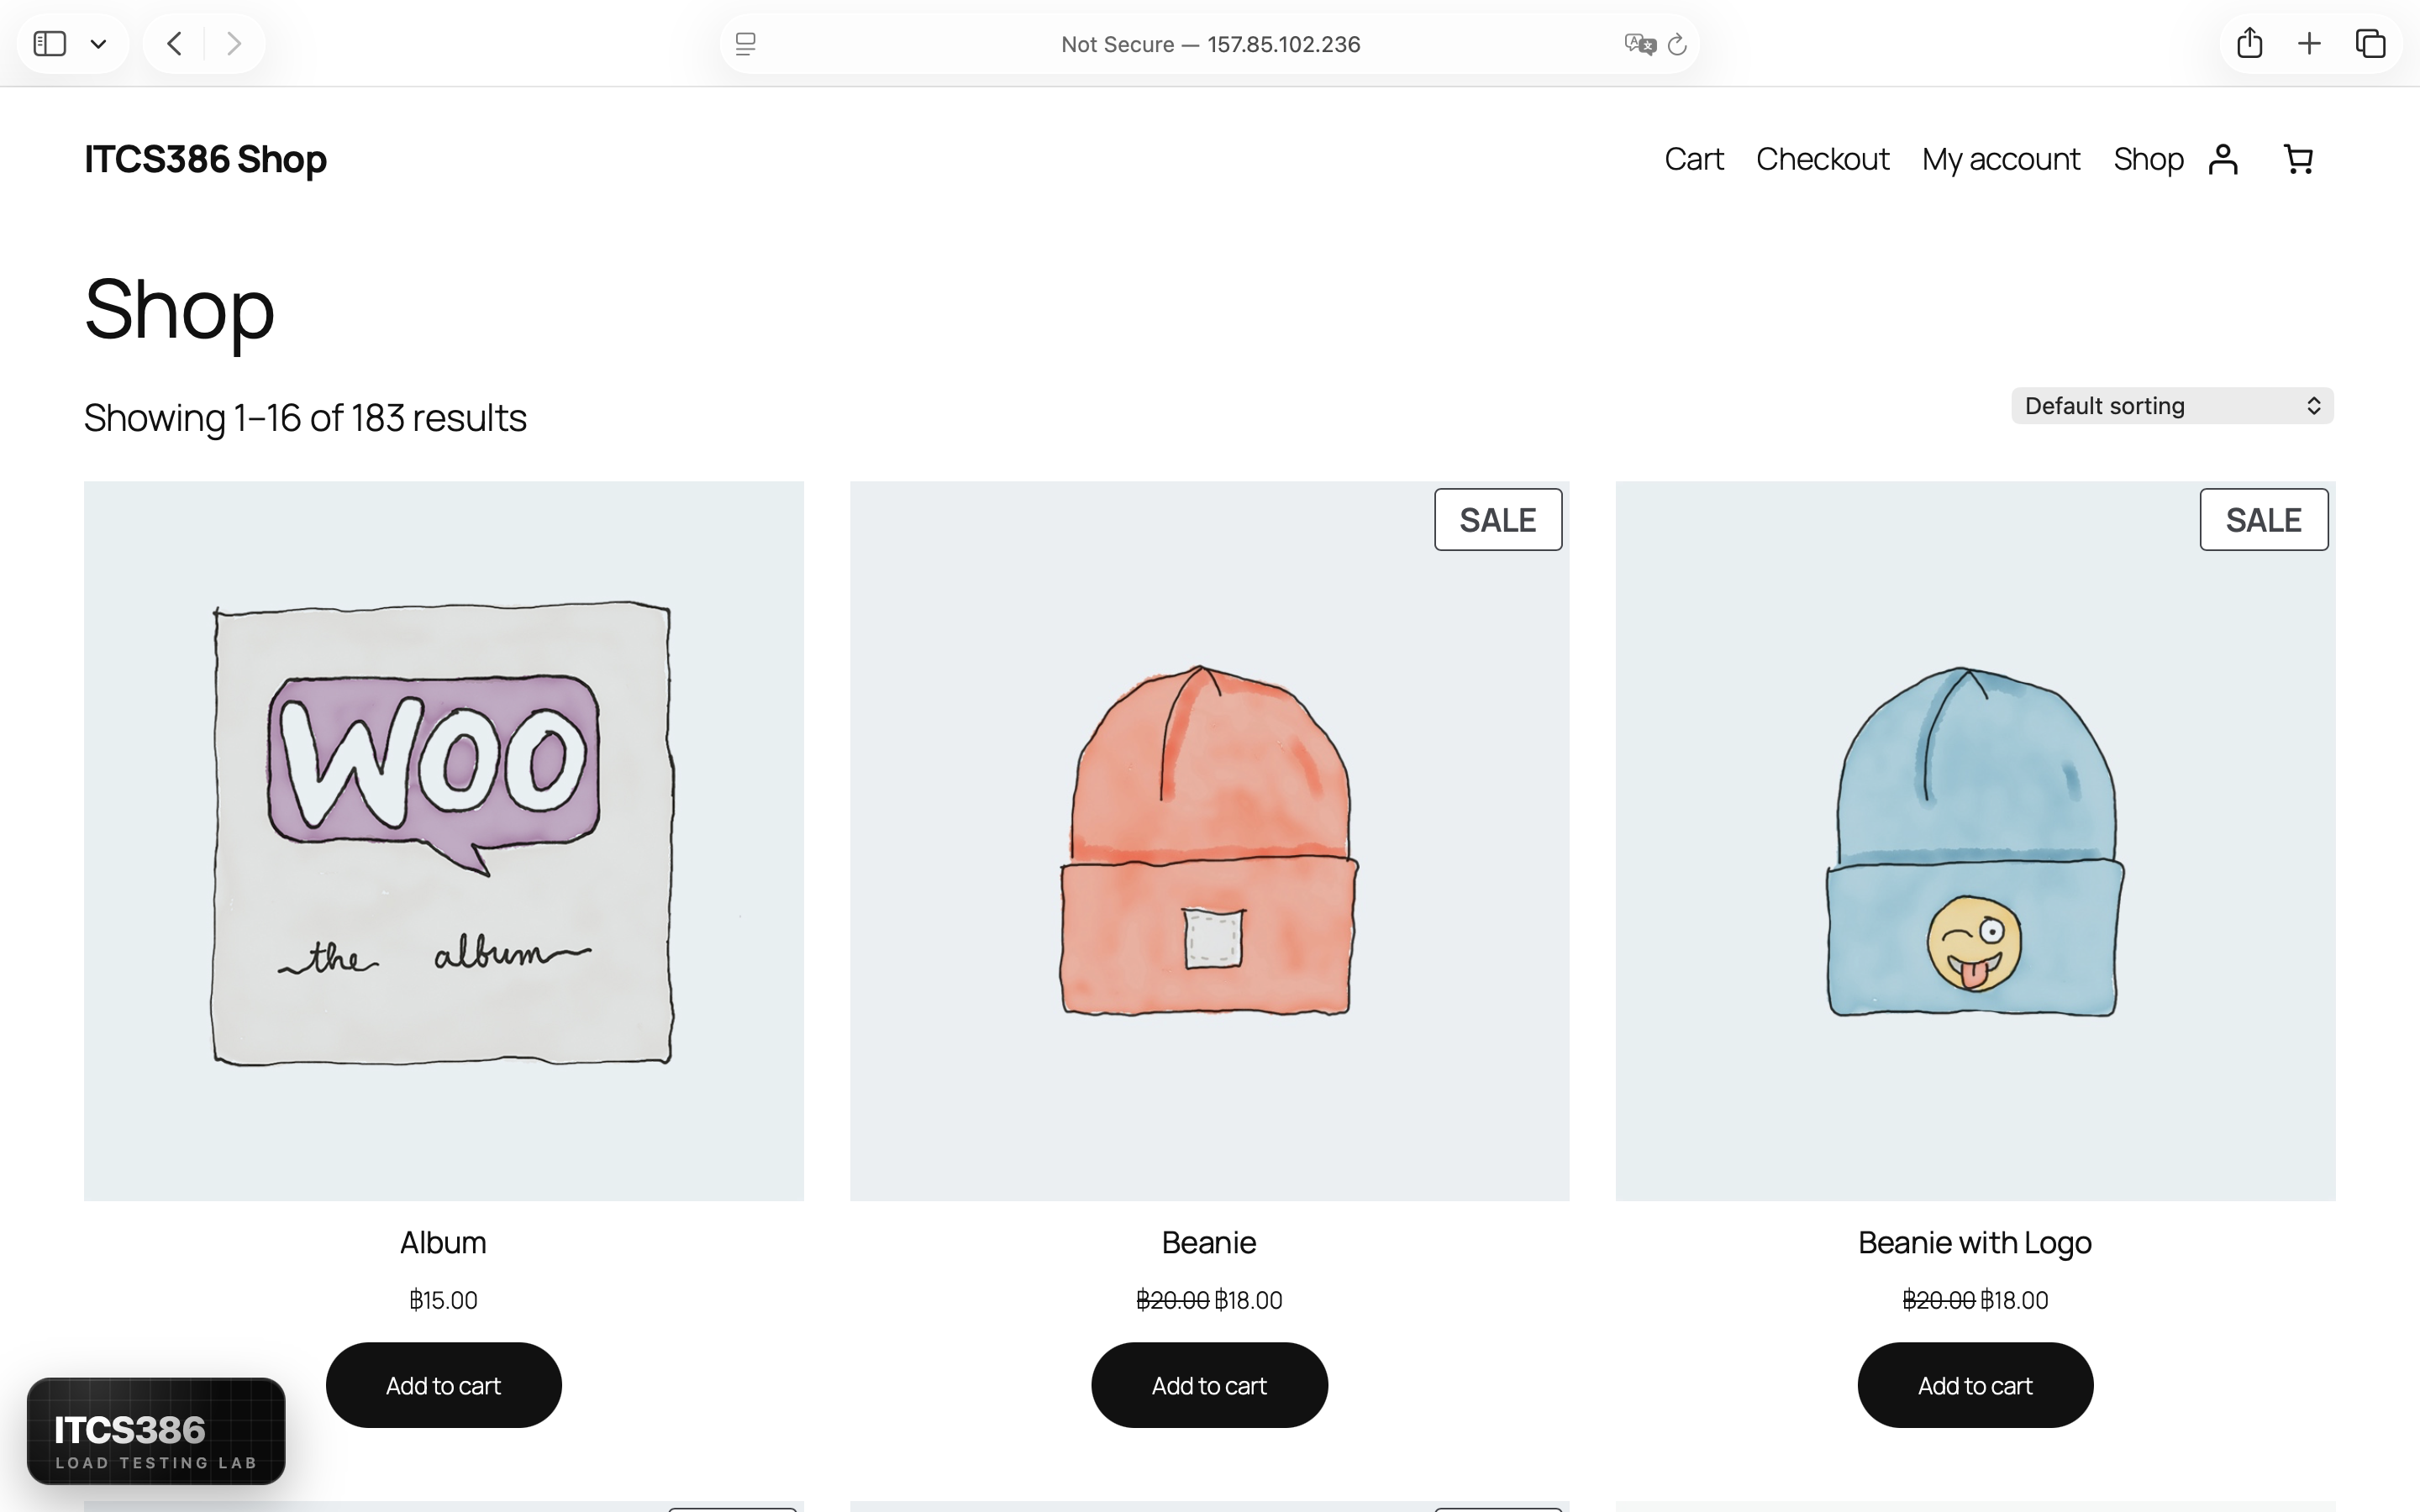 Not Secure — 157.85.102.236
ITCS386 Shop
Cart Checkout My account Shop
Shop
Showing 1–16 of 183 results
Default sorting
SALE
SALE
WOO
the album
Album
Beanie
Beanie with Logo
฿15.00
฿20.00 ฿18.00
฿20.00 ฿18.00
Add to cart
Add to cart
Add to cart
ITCS386
LOAD TESTING LAB